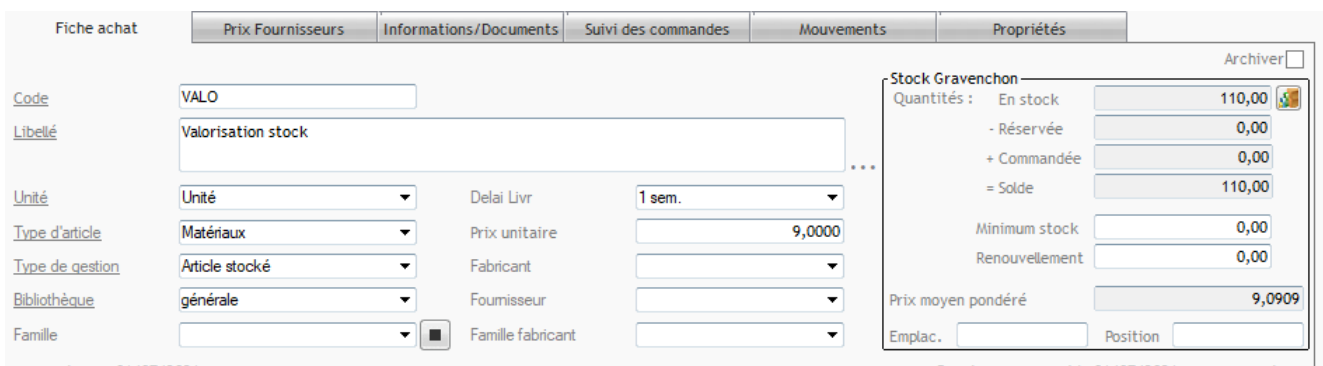 Fiche achat Prix Fournisseurs Informations/Documents Suivi des commandes Mouvements Propriétés
Archiver
Stock Gravenchon
Code VALO Quantités : En stock 110,00
Libellé Valorisation stock - Réservée 0,00
+ Commandée 0,00
...
Unité Unité Delai Livr 1 sem. = Solde 110,00
Type d'article Matériaux Prix unitaire 9,0000 Minimum stock 0,00
Type de gestion Article stocké Fabricant Renouvellement 0,00
Bibliothèque générale Fournisseur Prix moyen pondéré 9,0909
Famille Famille fabricant Emplac. Position